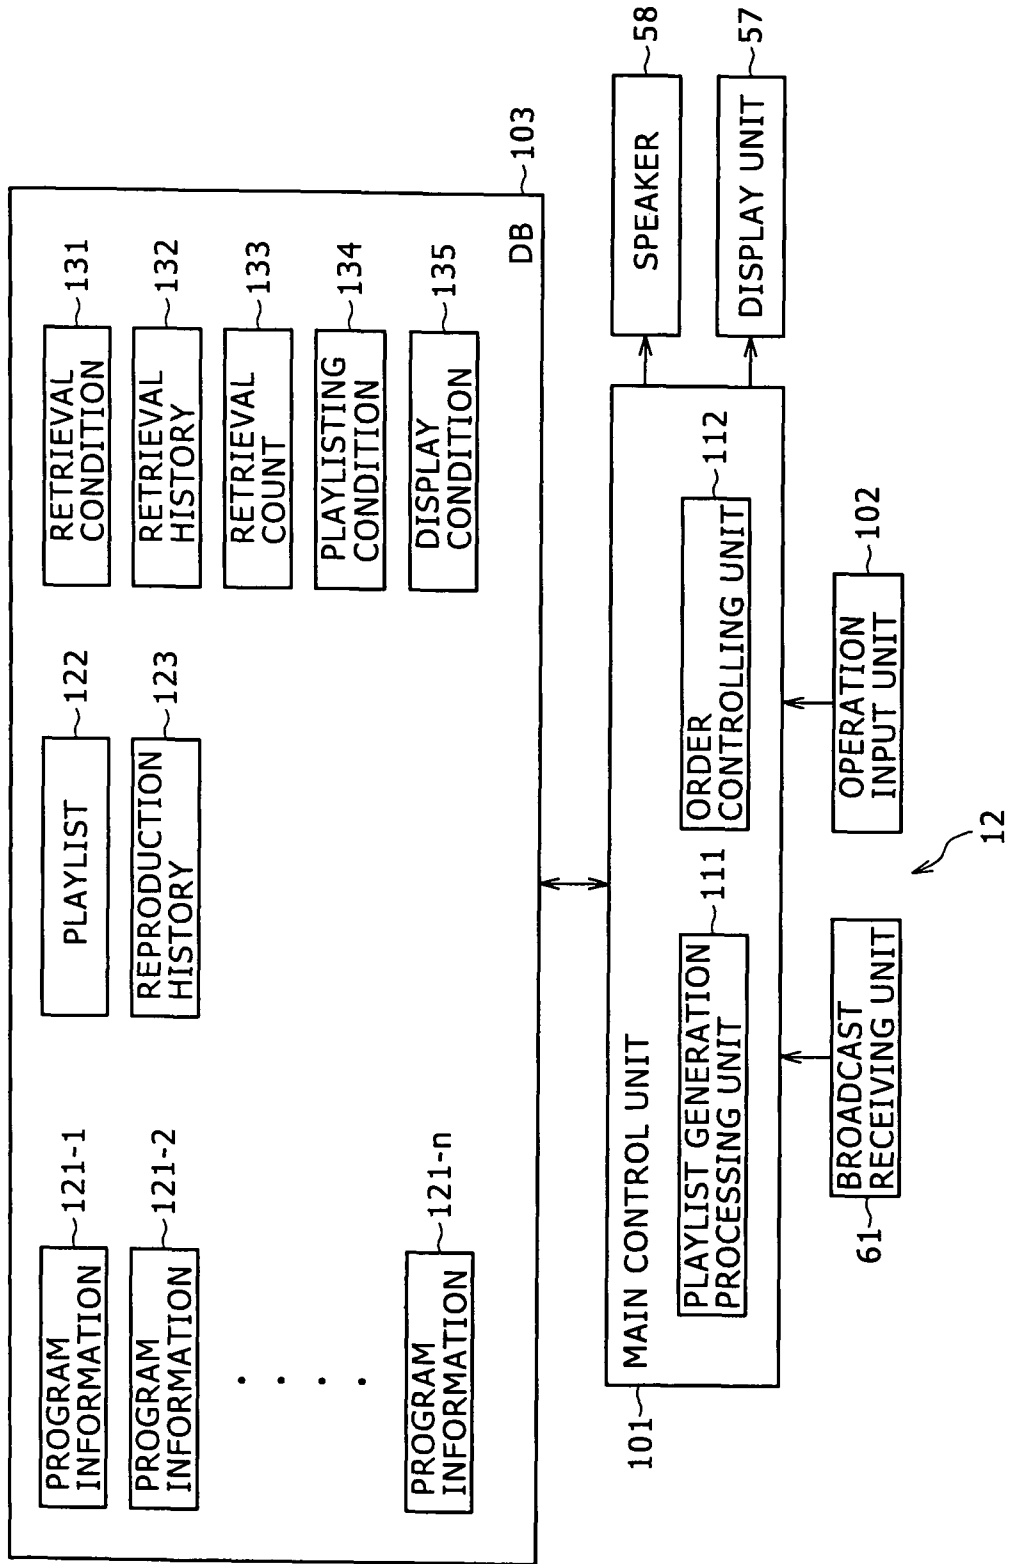 PROGRAM
INFORMATION
121-1
PROGRAM
INFORMATION
121-2
PROGRAM
INFORMATION
121-n
PLAYLIST
122
REPRODUCTION
HISTORY
123
RETRIEVAL
CONDITION
131
RETRIEVAL
HISTORY
132
RETRIEVAL
COUNT
133
PLAYLISTING
CONDITION
134
DISPLAY
CONDITION
135
DB
103
101
MAIN CONTROL UNIT
PLAYLIST GENERATION
PROCESSING UNIT
111
ORDER
CONTROLLING UNIT
112
SPEAKER
58
DISPLAY UNIT
57
61
BROADCAST
RECEIVING UNIT
OPERATION
INPUT UNIT
102
12